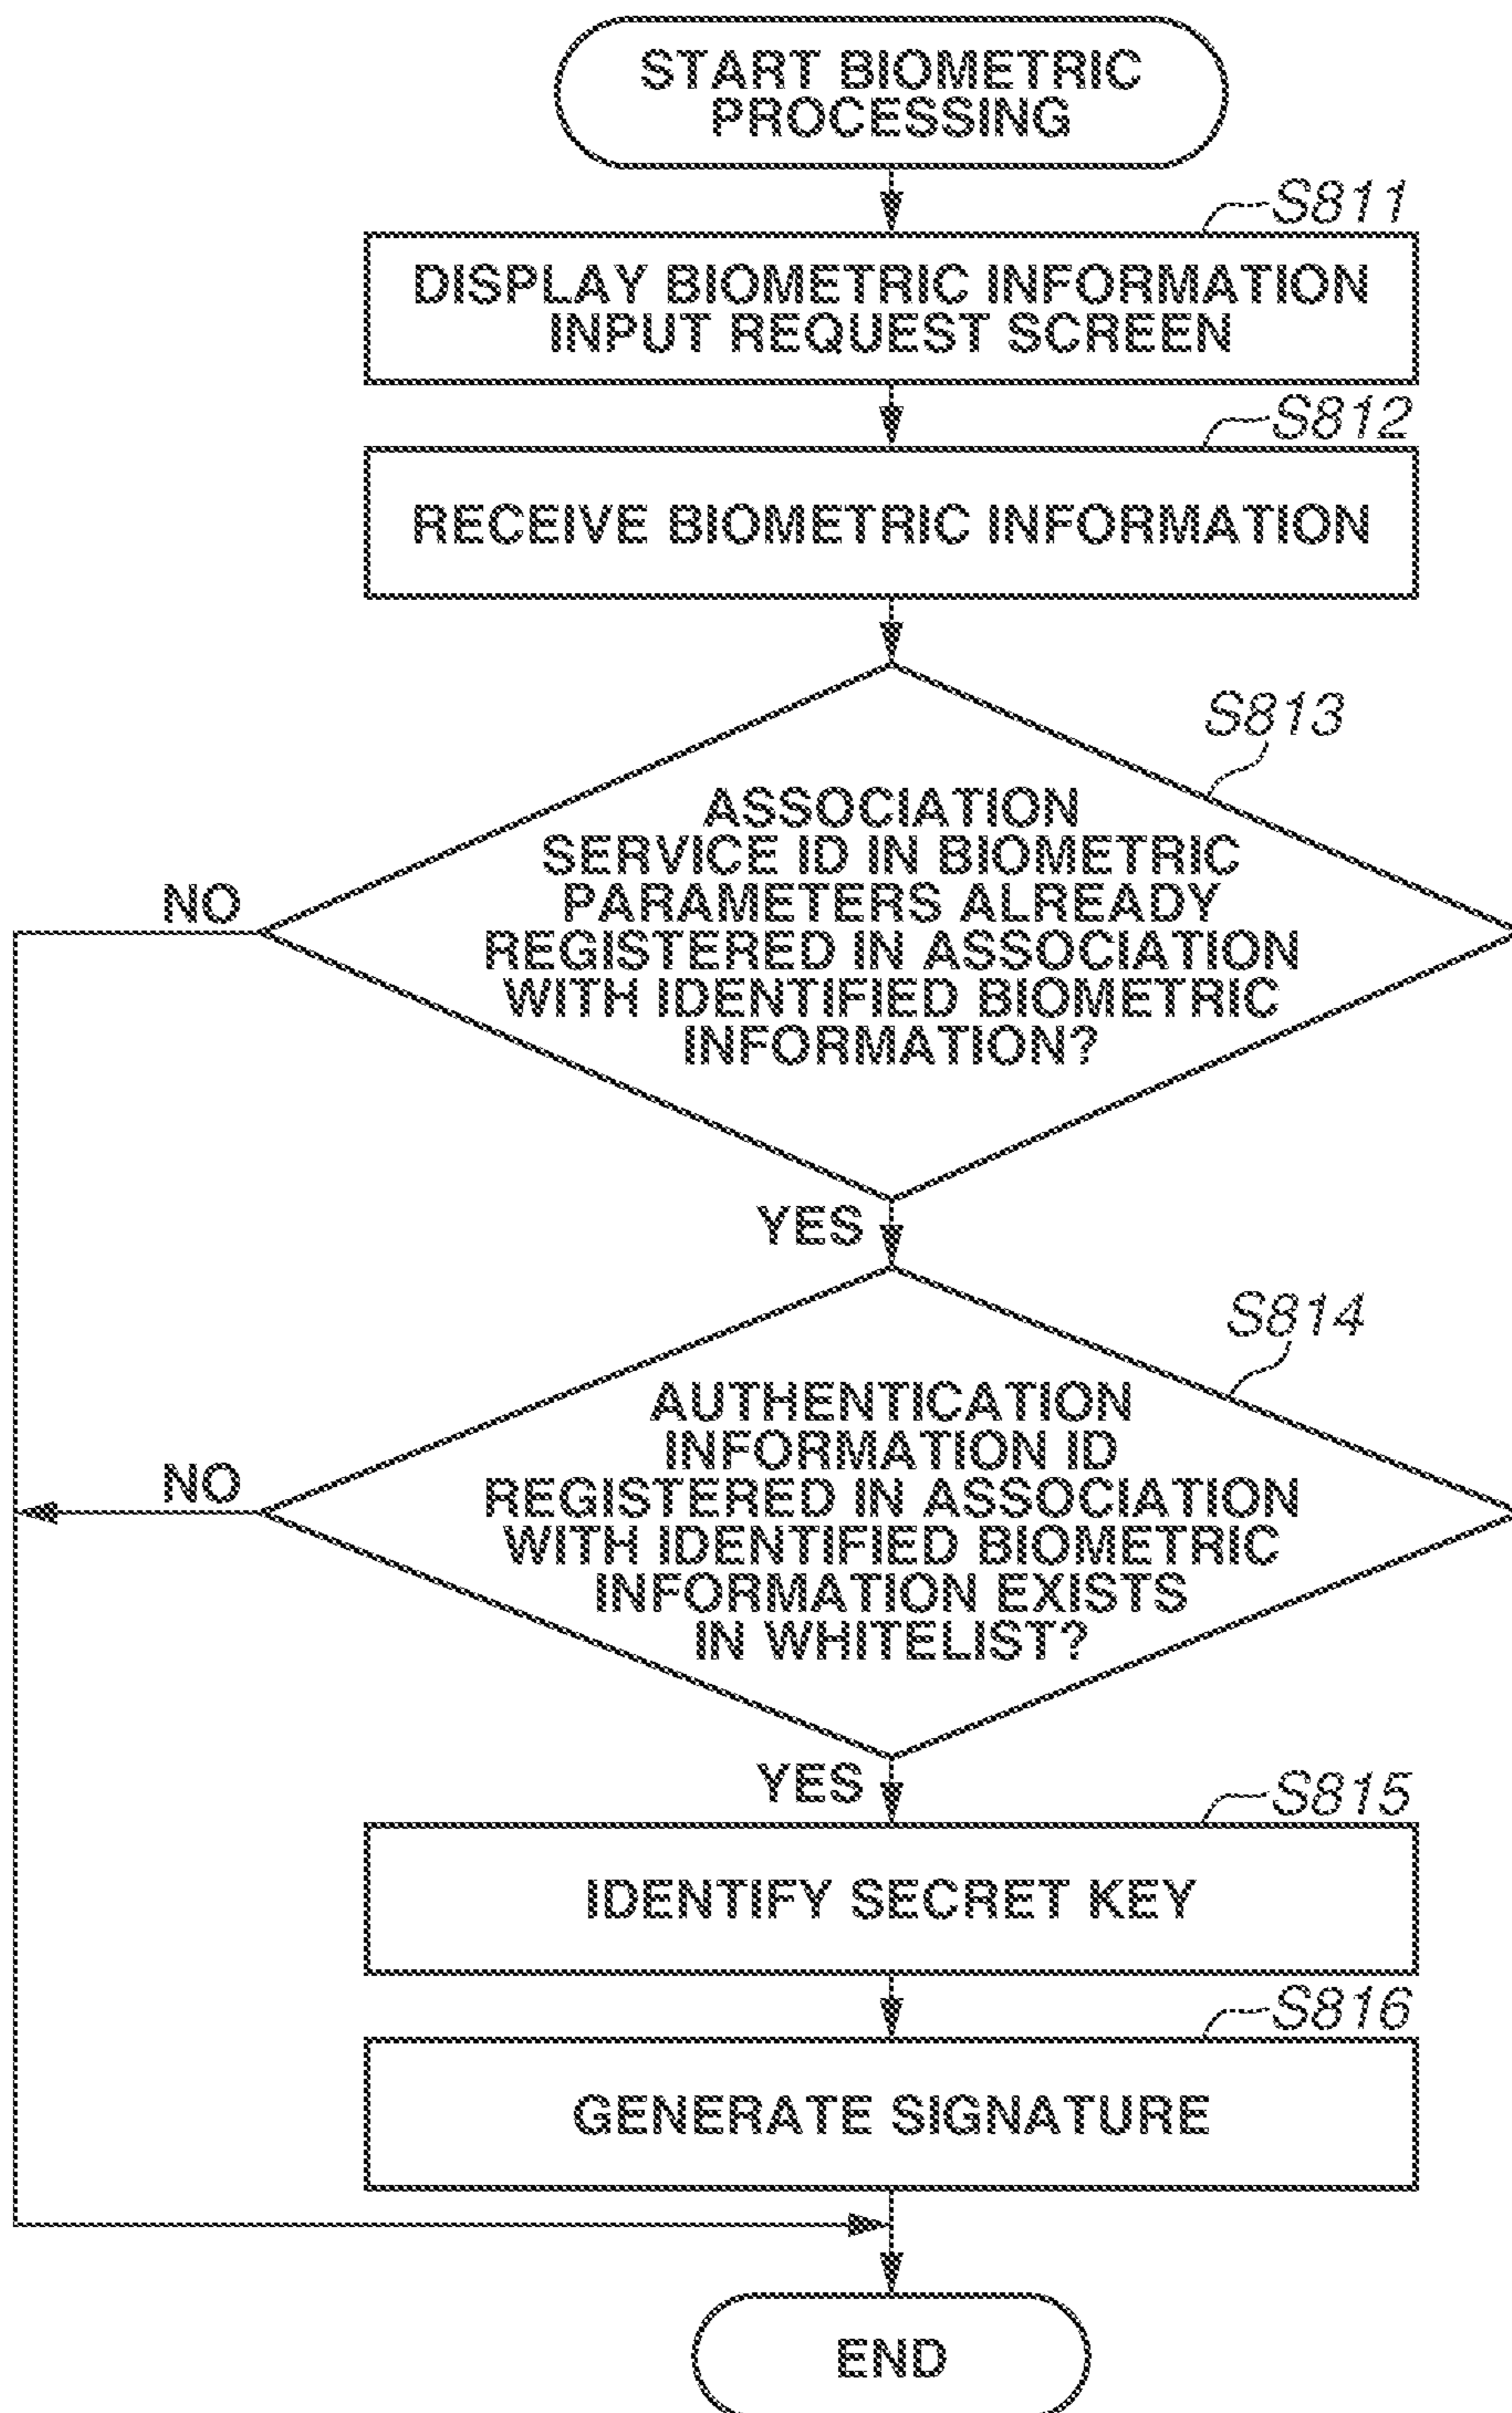 START BIOMETRIC
PROCESSING
S811
DISPLAY BIOMETRIC INFORMATION
INPUT REQUEST SCREEN
S812
RECEIVE BIOMETRIC INFORMATION
S813
ASSOCIATION
SERVICE ID IN BIOMETRIC
PARAMETERS ALREADY
REGISTERED IN ASSOCIATION
WITH IDENTIFIED BIOMETRIC
INFORMATION?
NO
YES
S814
AUTHENTICATION
INFORMATION ID
REGISTERED IN ASSOCIATION
WITH IDENTIFIED BIOMETRIC
INFORMATION EXISTS
IN WHITELIST?
NO
YES
S815
IDENTIFY SECRET KEY
S816
GENERATE SIGNATURE
END